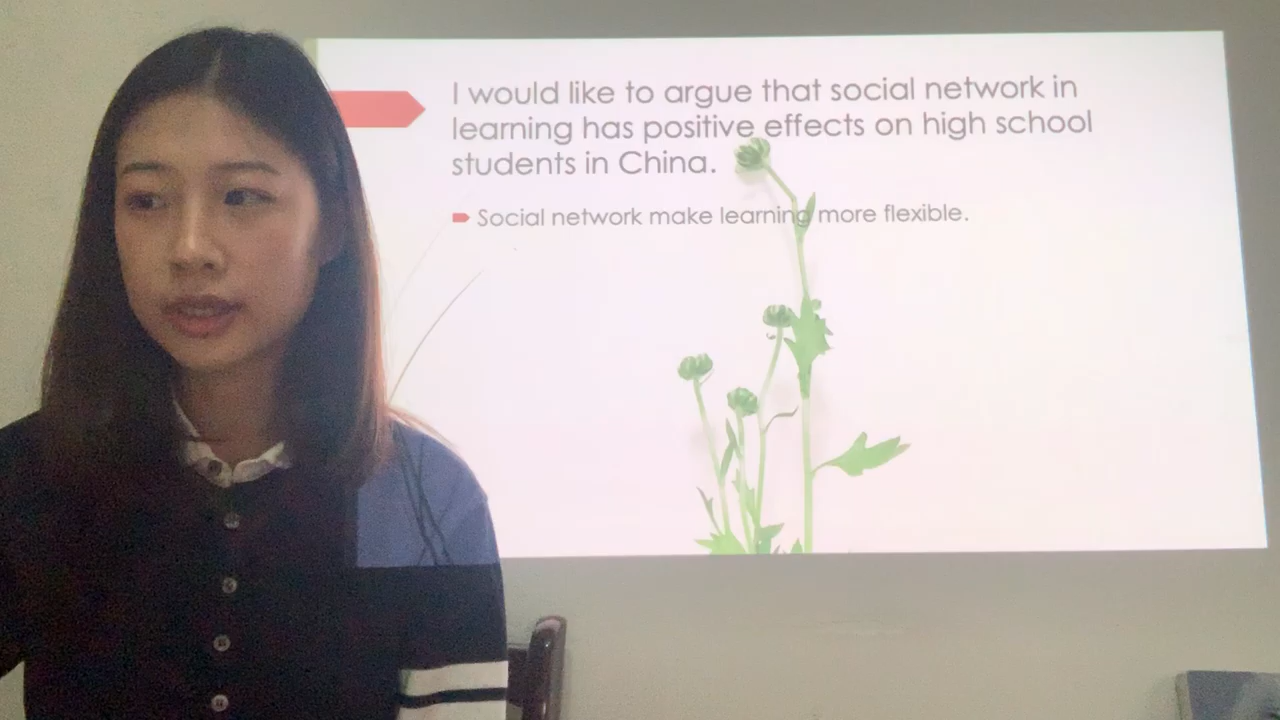 I would like to argue that social network in
learning has positive effects on high school
students in China.
Social network make learning more flexible.